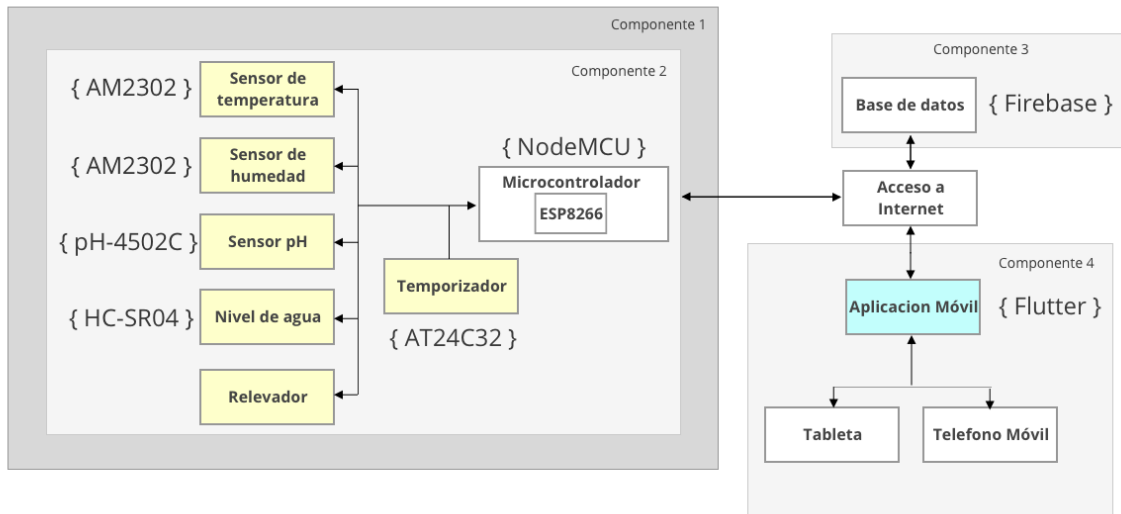 Componente 1
Componente 2
{ AM2302 }
Sensor de
temperatura
{ AM2302 }
Sensor de
humedad
{ pH-4502C }
Sensor pH
{ HC-SR04 }
Nivel de agua
Relevador
{ NodeMCU }
Microcontrolador
ESP8266
Temporizador
{ AT24C32 }
Componente 3
Base de datos
{ Firebase }
Acceso a
Internet
Componente 4
Aplicacion Móvil
{ Flutter }
Tableta
Telefono Móvil